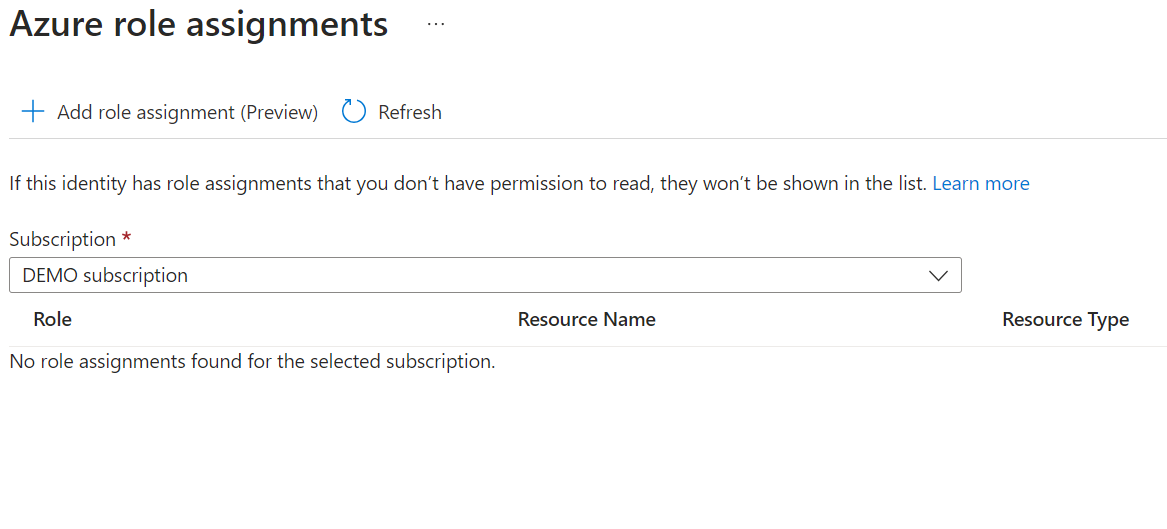 Azure role assignments ...
Add role assignment (Preview) Refresh
If this identity has role assignments that you don’t have permission to read, they won’t be shown in the list. Learn more
Subscription *
DEMO subscription
Role Resource Name Resource Type
No role assignments found for the selected subscription.